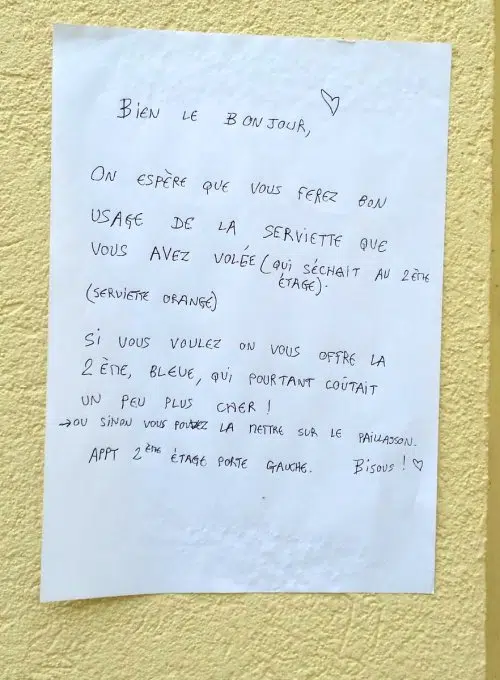 BIEN LE BONJOUR, ♡
ON ESPÈRE QUE VOUS FEREZ BON
USAGE DE LA SERVIETTE QUE
VOUS AVEZ VOLÉE (QUI SÉCHAIT AU 2ÈME
ÉTAGE).
(SERVIETTE ORANGE)
SI VOUS VOULEZ ON VOUS OFFRE LA
2ÈME, BLEUE, QUI POURTANT COÛTAIT
UN PEU PLUS CHER !
→ OU SINON VOUS POUVEZ LA METTRE SUR LE PAILLASSON.
APPT 2ÈME ÉTAGE PORTE GAUCHE. BISOUS ! ♡